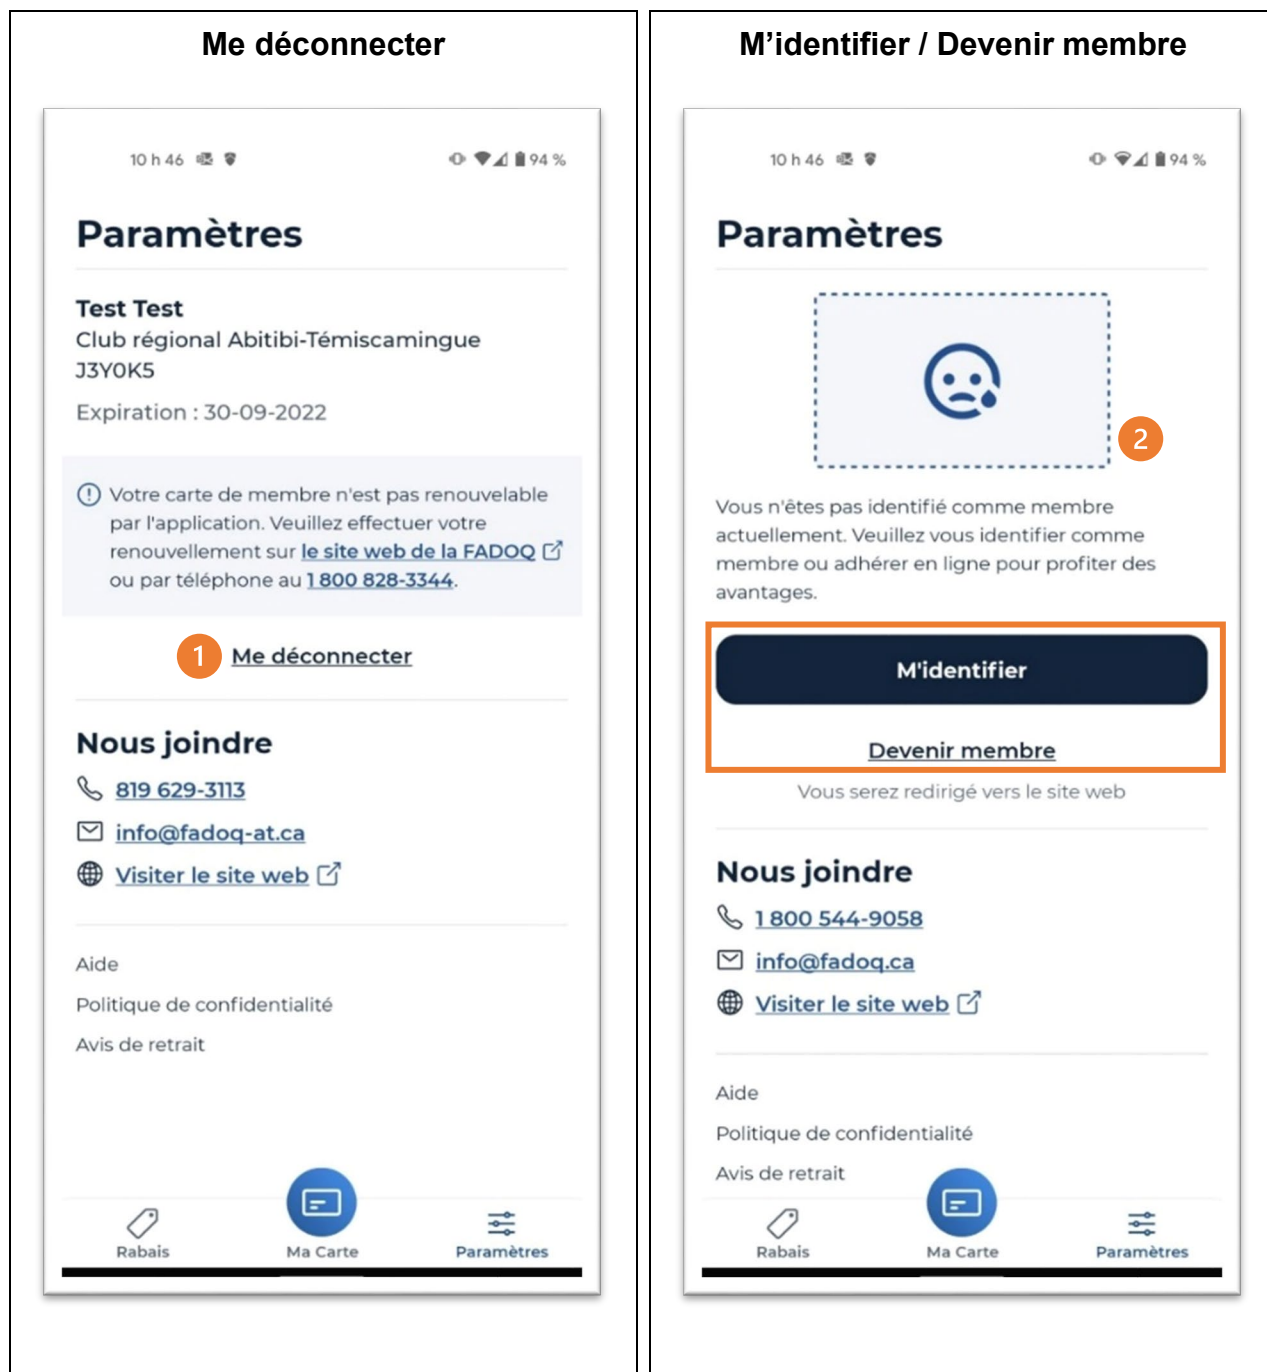 Me déconnecter
10 h 46
94 %
Paramètres
Test Test
Club régional Abitibi-Témiscamingue
J3Y0K5
Expiration : 30-09-2022
Votre carte de membre n'est pas renouvelable
par l'application. Veuillez effectuer votre
renouvellement sur le site web de la FADOQ
ou par téléphone au 1 800 828-3344.
1 Me déconnecter
Nous joindre
819 629-3113
info@fadoq-at.ca
Visiter le site web
Aide
Politique de confidentialité
Avis de retrait
Rabais
Ma Carte
Paramètres
M’identifier / Devenir membre
10 h 46
94 %
Paramètres
2
Vous n'êtes pas identifié comme membre
actuellement. Veuillez vous identifier comme
membre ou adhérer en ligne pour profiter des
avantages.
M'identifier
Devenir membre
Vous serez redirigé vers le site web
Nous joindre
1 800 544-9058
info@fadoq.ca
Visiter le site web
Aide
Politique de confidentialité
Avis de retrait
Rabais
Ma Carte
Paramètres